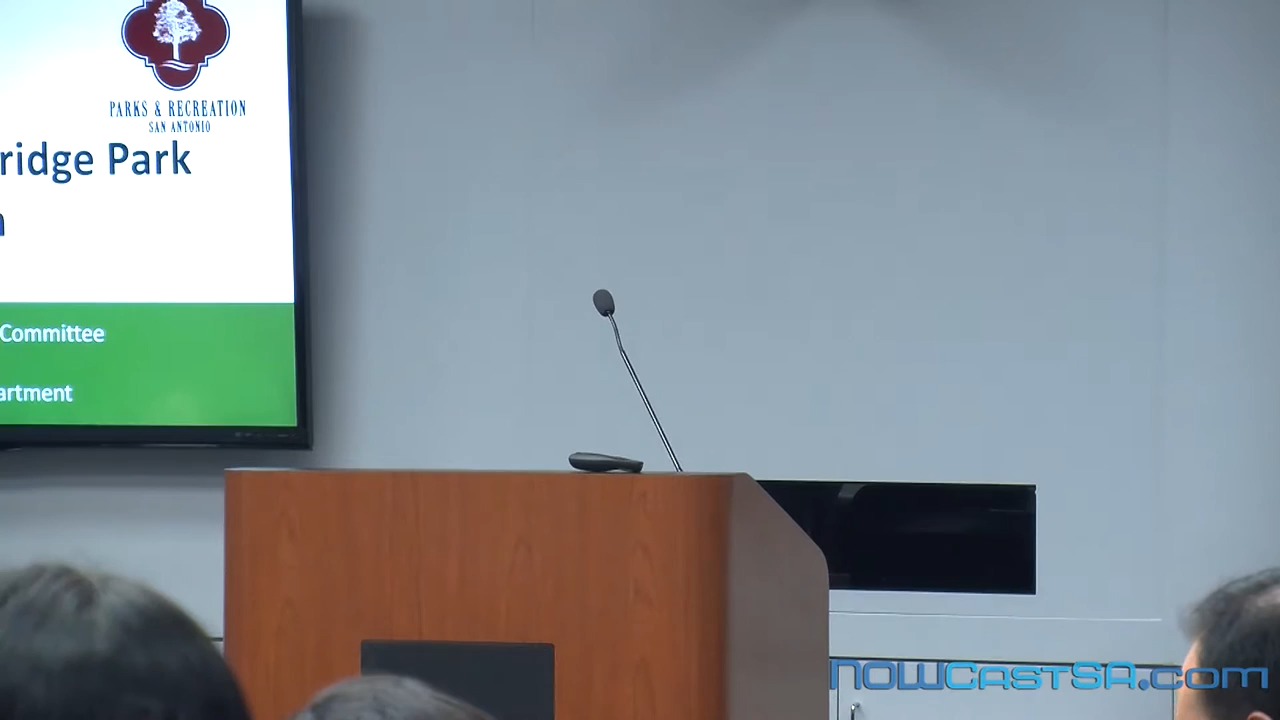 PARKS & RECREATION
SAN ANTONIO
ridge Park
Committee
artment
NOWCastSA.com